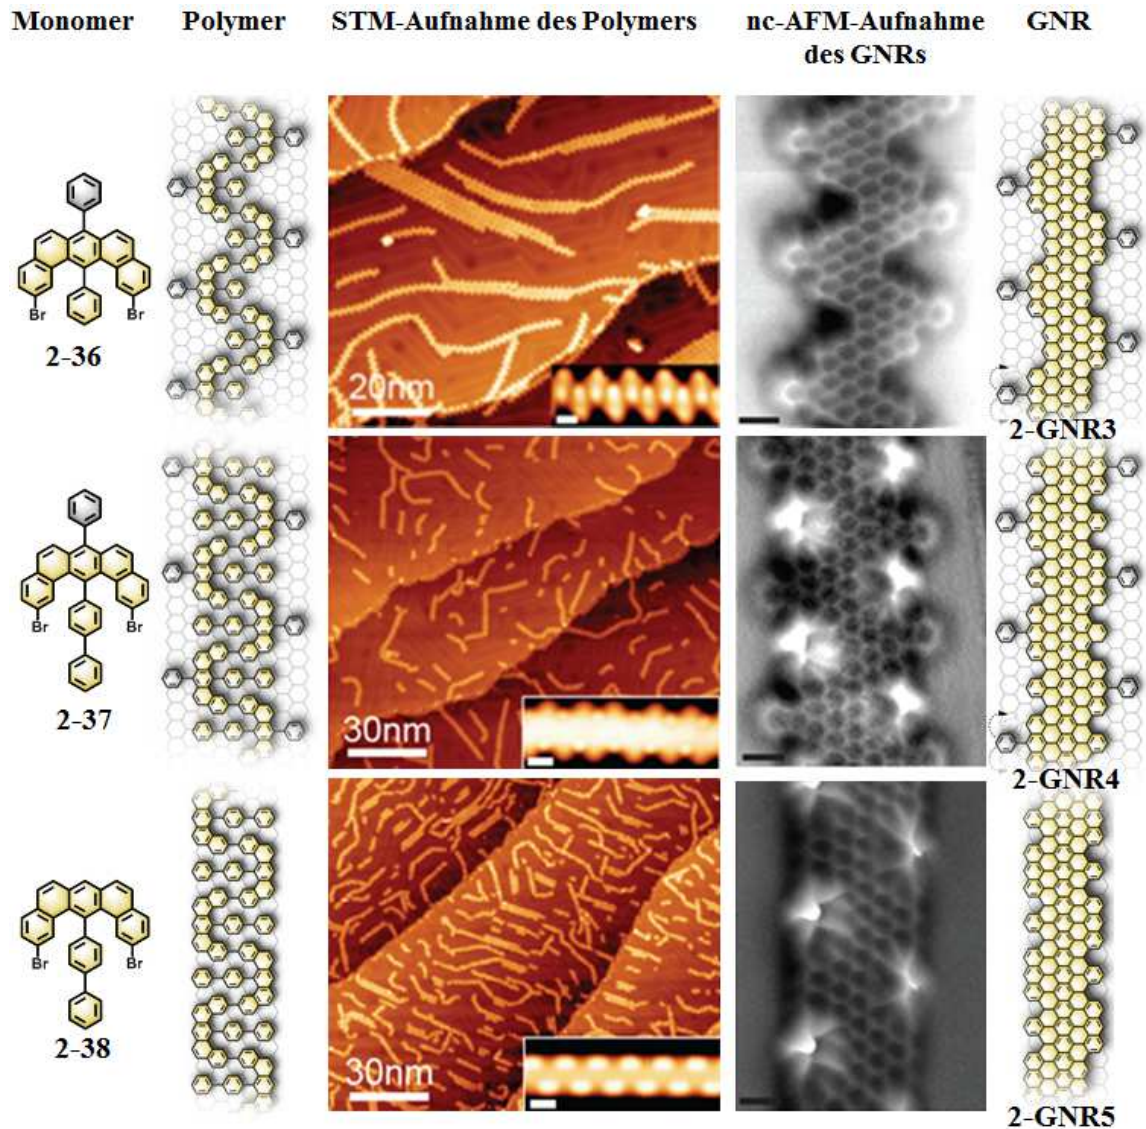 Monomer Polymer STM-Aufnahme des Polymers nc-AFM-Aufnahme des GNRs GNR
Br Br
2-36
20nm
2-GNR3
Br Br
2-37
30nm
2-GNR4
Br Br
2-38
30nm
2-GNR5